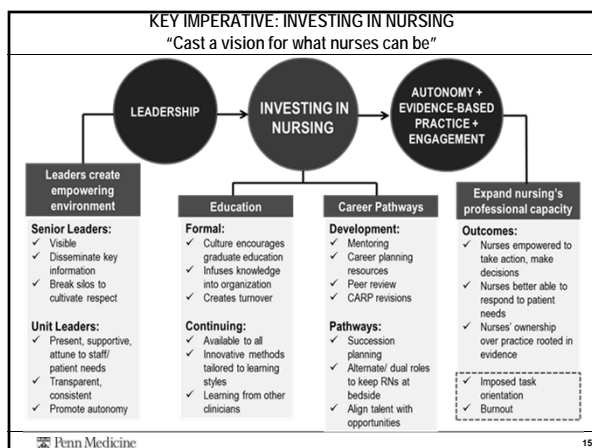 KEY IMPERATIVE: INVESTING IN NURSING
"Cast a vision for what nurses can be"
LEADERSHIP
INVESTING IN
NURSING
AUTONOMY +
EVIDENCE-BASED
PRACTICE +
ENGAGEMENT
Leaders create
empowering
environment
Senior Leaders:
✓ Visible
✓ Disseminate key
information
✓ Break silos to
cultivate respect
Unit Leaders:
✓ Present, supportive,
attune to staff/
patient needs
✓ Transparent,
consistent
✓ Promote autonomy
Education
Formal:
✓ Culture encourages
graduate education
✓ Infuses knowledge
into organization
✓ Creates turnover
Continuing:
✓ Available to all
✓ Innovative methods
tailored to learning
styles
✓ Learning from other
clinicians
Career Pathways
Development:
✓ Mentoring
✓ Career planning
resources
✓ Peer review
✓ CARP revisions
Pathways:
✓ Succession
planning
✓ Alternate/ dual roles
to keep RNs at
bedside
✓ Align talent with
opportunities
Expand nursing's
professional capacity
Outcomes:
✓ Nurses empowered to
take action, make
decisions
✓ Nurses better able to
respond to patient
needs
✓ Nurses' ownership
over practice rooted in
evidence
✓ Imposed task
orientation
✓ Burnout
Penn Medicine
15